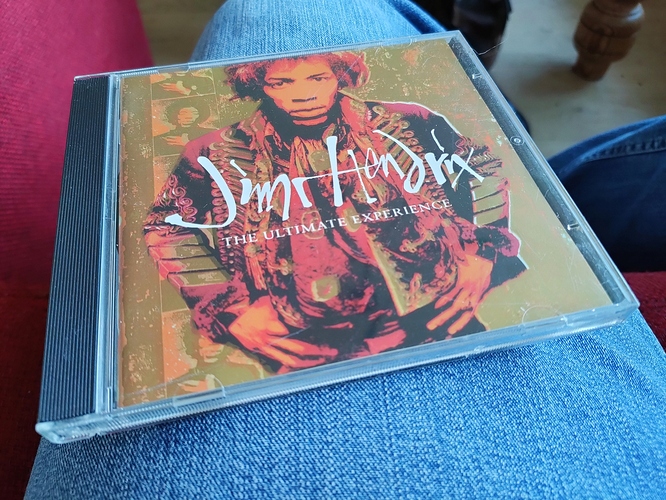 Jimi Hendrix
THE ULTIMATE EXPERIENCE